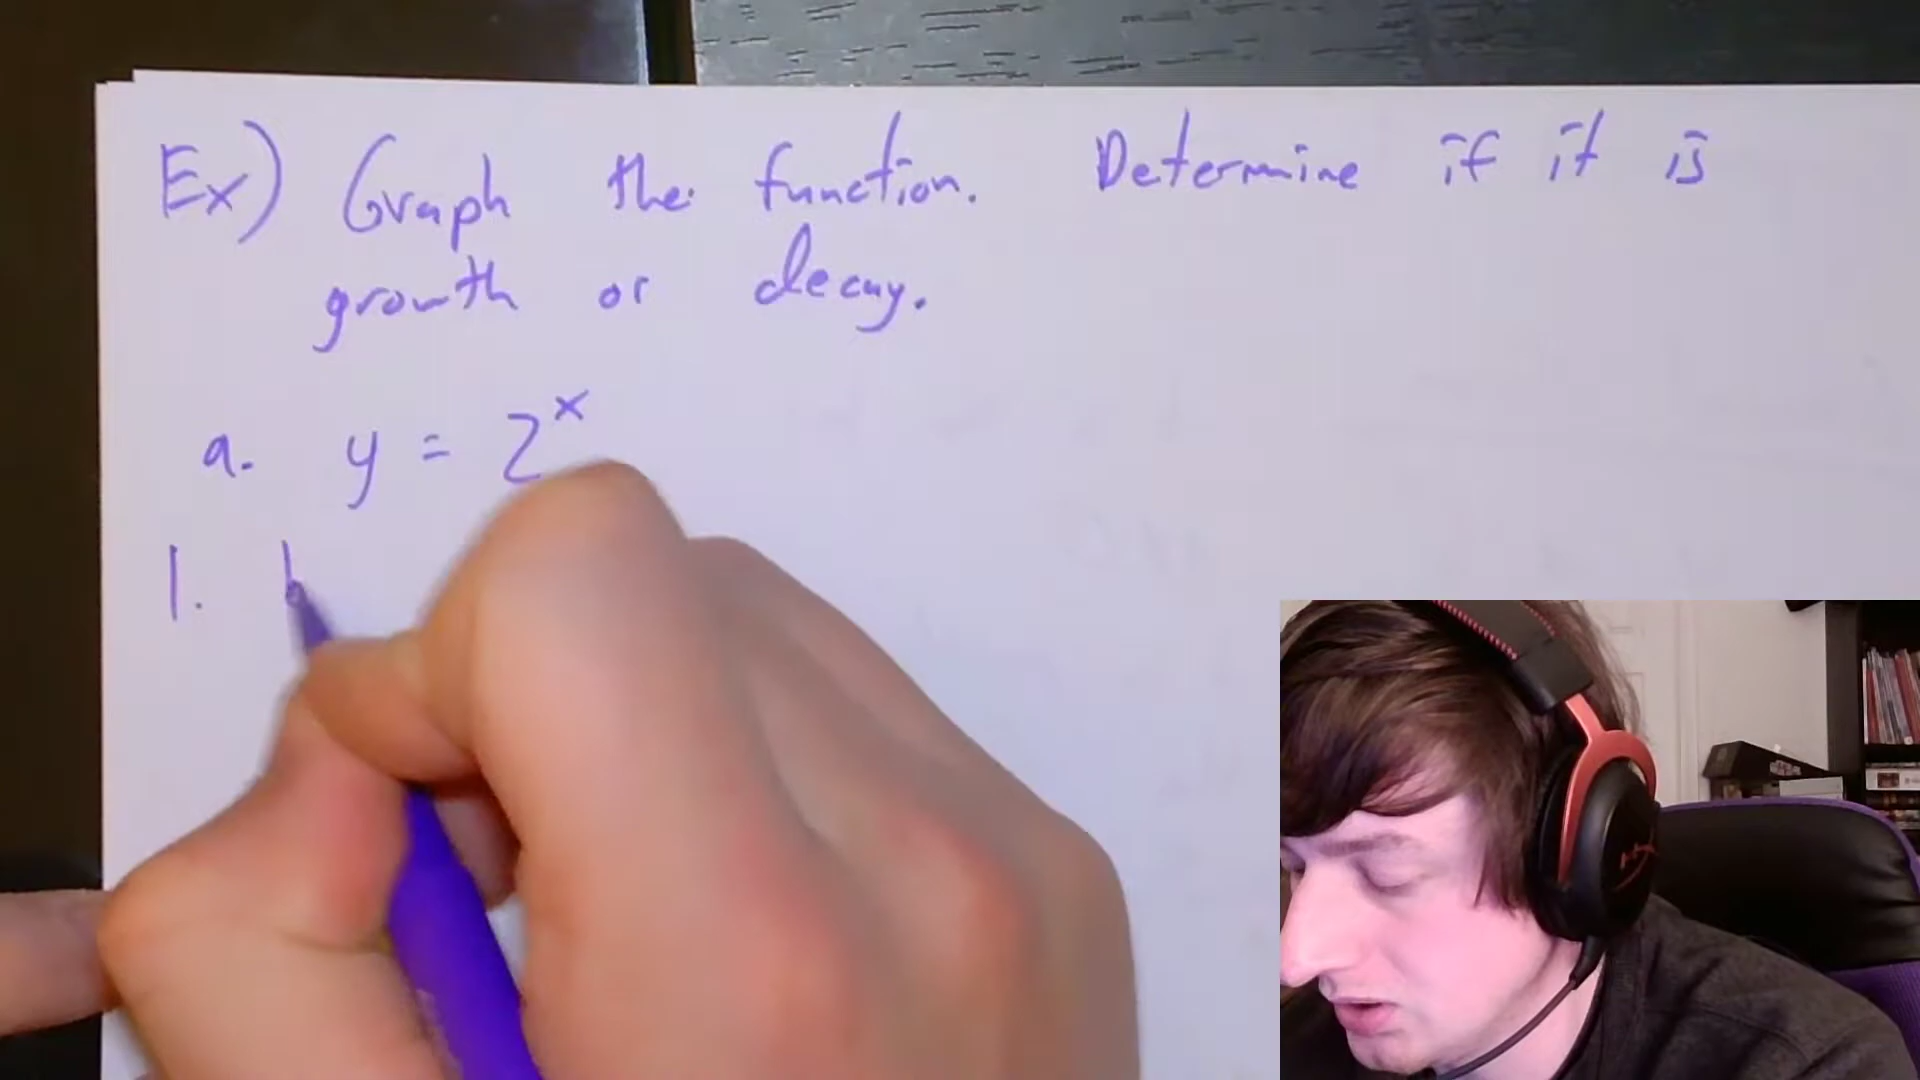 Ex) Graph the function. Determine if it is
growth or decay.
a. y = 2^x
1. b